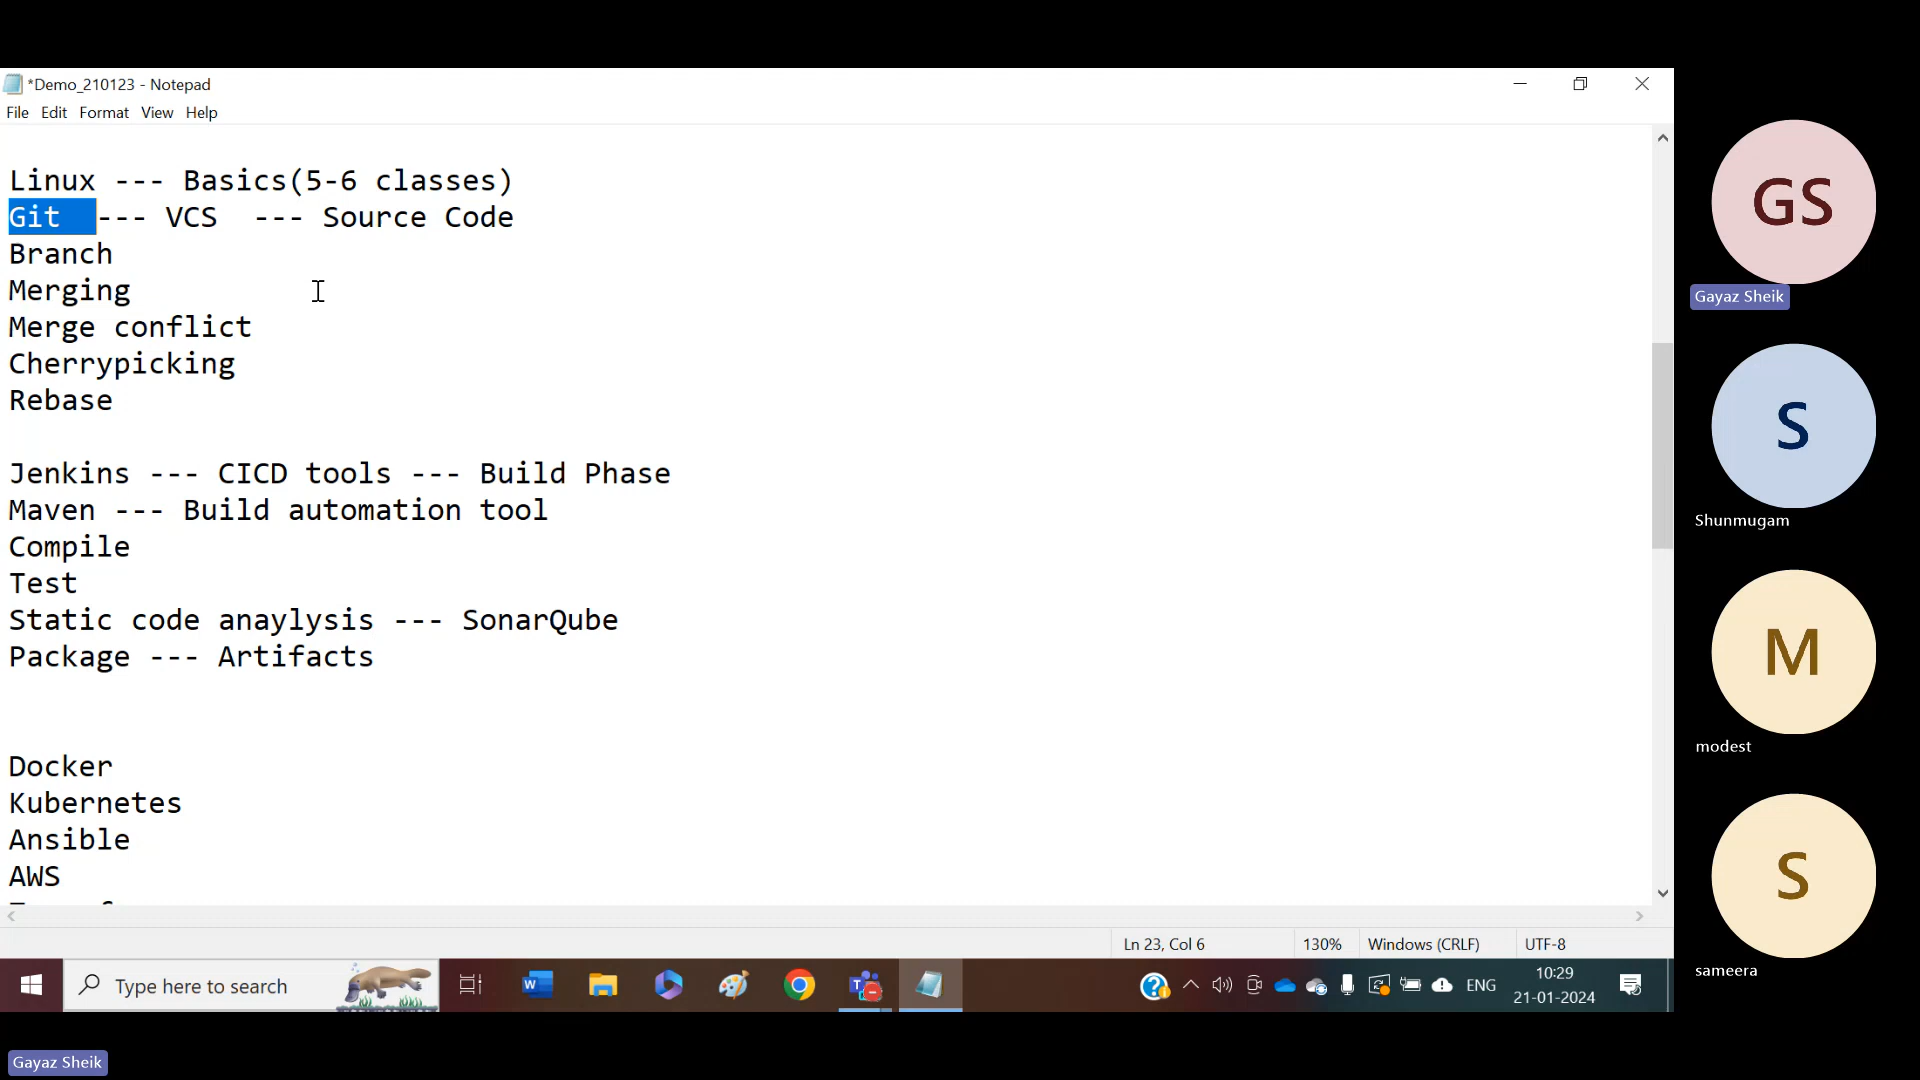 *Demo_210123 - Notepad
File Edit Format View Help
Linux --- Basics(5-6 classes)
Git --- VCS --- Source Code
Branch
Merging
Merge conflict
Cherrypicking
Rebase
Jenkins --- CICD tools --- Build Phase
Maven --- Build automation tool
Compile
Test
Static code anaylysis --- SonarQube
Package --- Artifacts
Docker
Kubernetes
Ansible
AWS
Ln 23, Col 6 130% Windows (CRLF) UTF-8
Type here to search
ENG
10:29
21-01-2024
GS
Gayaz Sheik
S
Shunmugam
M
modest
S
sameera
Gayaz Sheik